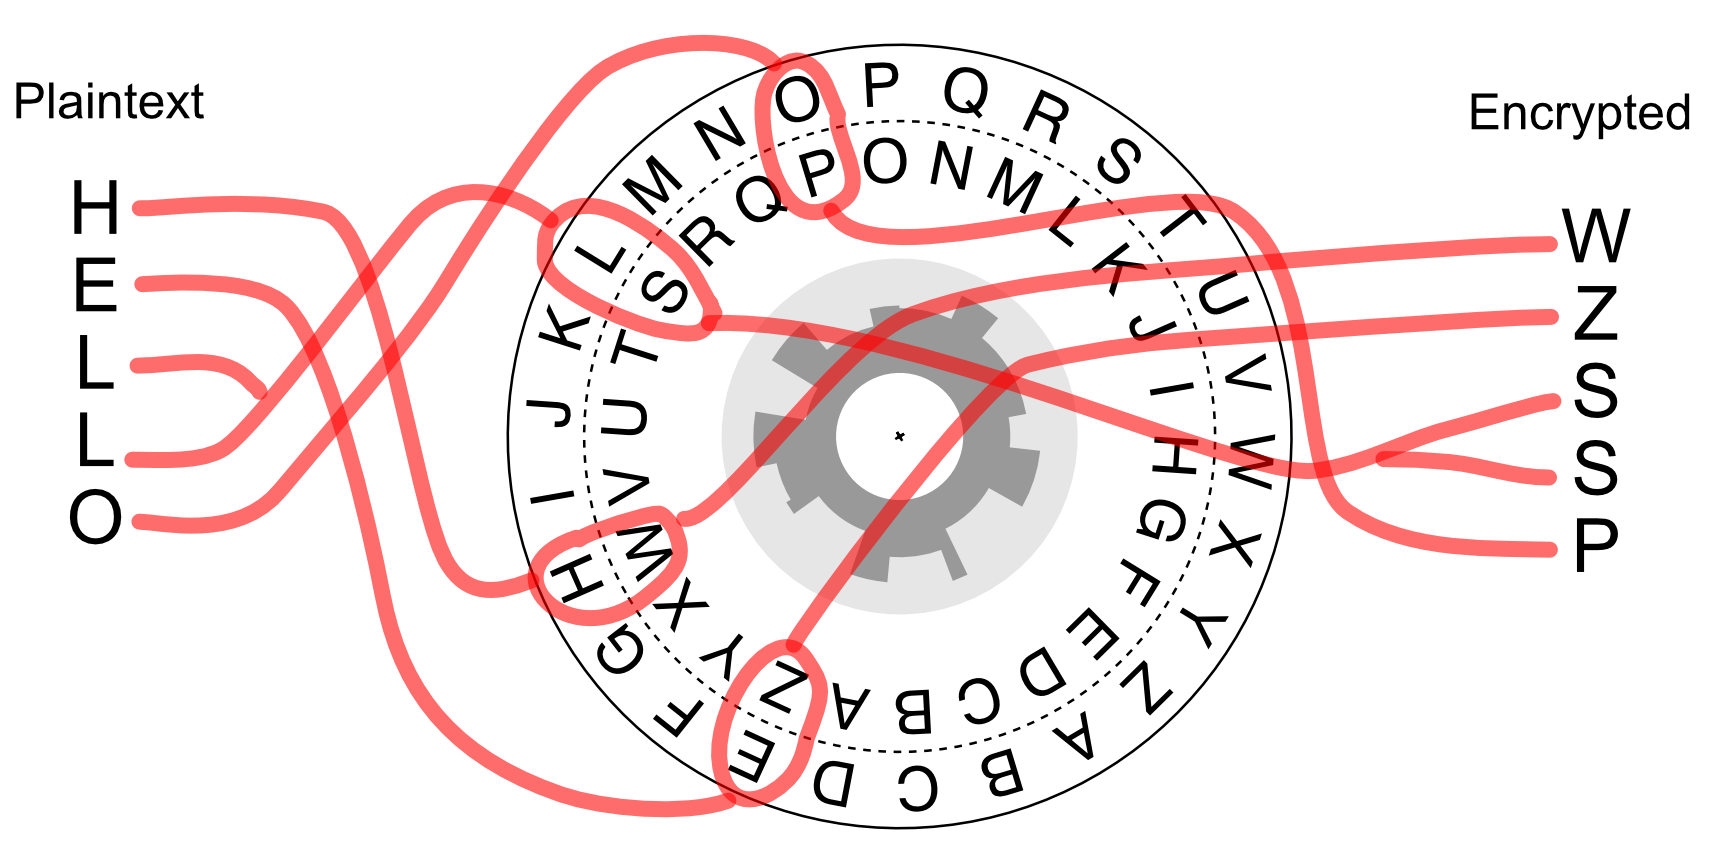 Plaintext
H
E
L
L
O
A B C D E F G H I J K L M N O P Q R S T U V W X Y Z
A B C D E F G H I J K L M N O P Q R S T U V W X Y Z
Encrypted
W
Z
S
S
P